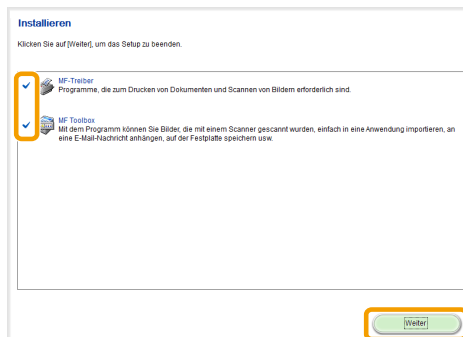 Installieren
Klicken Sie auf [Weiter], um das Setup zu beenden.
MF-Treiber
Programme, die zum Drucken von Dokumenten und Scannen von Bildern erforderlich sind.
MF Toolbox
Mit dem Programm können Sie Bilder, die mit einem Scanner gescannt wurden, einfach in eine Anwendung importieren, an
eine E-Mail-Nachricht anhängen, auf der Festplatte speichern usw.
Weiter